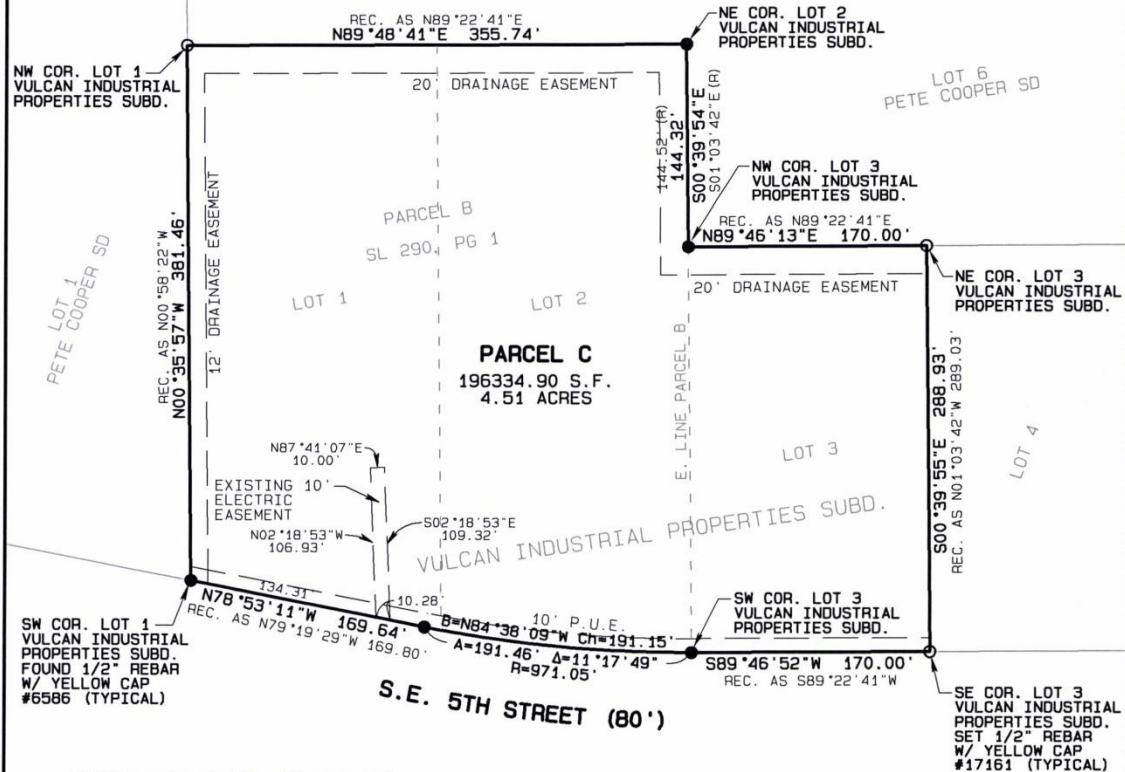 REC. AS N89°22'41"E
N89°48'41"E 355.74'
NE COR. LOT 2
VULCAN INDUSTRIAL
PROPERTIES SUBD.
NW COR. LOT 1
VULCAN INDUSTRIAL
PROPERTIES SUBD.
20' DRAINAGE EASEMENT
LOT 6
PETE COOPER SD
144.52' (R)
144.32'
S00°39'54"E
S01°03'42"E (R)
NW COR. LOT 3
VULCAN INDUSTRIAL
PROPERTIES SUBD.
REC. AS N89°22'41"E
N89°46'13"E 170.00'
NE COR. LOT 3
VULCAN INDUSTRIAL
PROPERTIES SUBD.
20' DRAINAGE EASEMENT
LOT 1
PETE COOPER SD
REC. AS N00°58'22"W
N00°35'57"W 381.46'
12' DRAINAGE EASEMENT
PARCEL B
SL 290, PG 1
LOT 1
LOT 2
PARCEL C
196334.90 S.F.
4.51 ACRES
E. LINE PARCEL B
LOT 3
S00°39'55"E 288.93'
REC. AS N01°03'42"W 289.03'
LOT 4
N87°41'07"E
10.00'
EXISTING 10'
ELECTRIC
EASEMENT
N02°18'53"W
106.93'
S02°18'53"E
109.32'
VULCAN INDUSTRIAL PROPERTIES SUBD.
134.31'
10.28'
N78°53'11"W 169.64'
REC. AS N79°19'29"W 169.80'
10' P.U.E.
B=N84°38'09"W Ch=191.15'
A=191.46' Δ=11°17'49"
R=971.05'
SW COR. LOT 3
VULCAN INDUSTRIAL
PROPERTIES SUBD.
S89°46'52"W 170.00'
REC. AS S89°22'41"W
SW COR. LOT 1
VULCAN INDUSTRIAL
PROPERTIES SUBD.
FOUND 1/2" REBAR
W/ YELLOW CAP
#6586 (TYPICAL)
S.E. 5TH STREET (80')
SE COR. LOT 3
VULCAN INDUSTRIAL
PROPERTIES SUBD.
SET 1/2" REBAR
W/ YELLOW CAP
#17161 (TYPICAL)